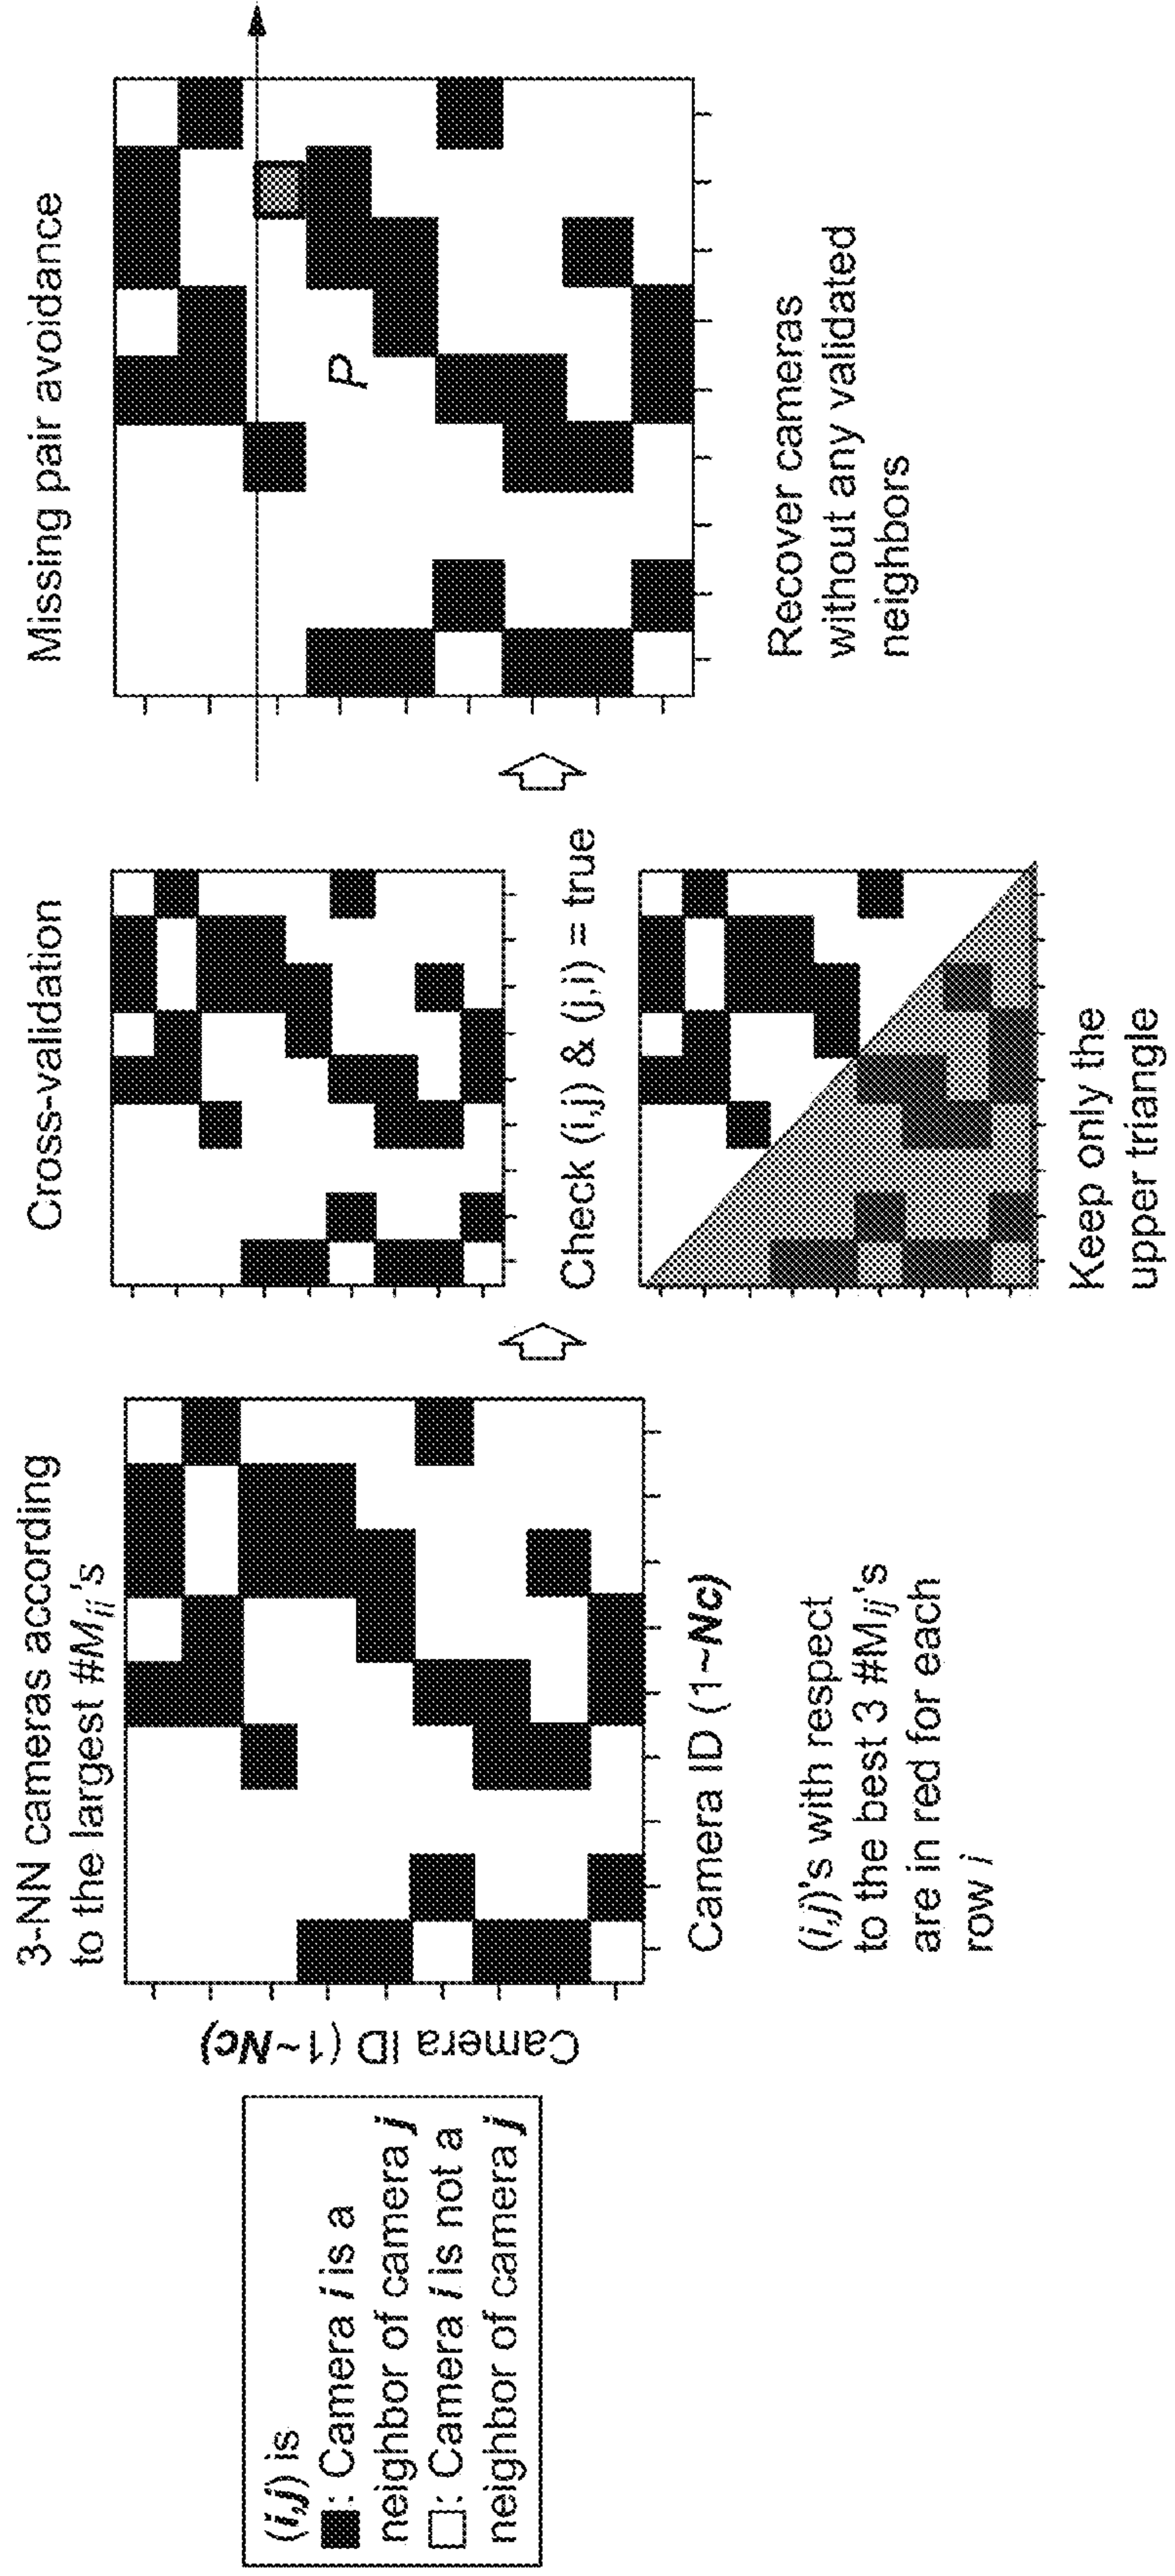 (i,j) is
: Camera i is a
neighbor of camera j
: Camera i is not a
neighbor of camera j
Camera ID (1~Nc)
3-NN cameras according
to the largest #Mij's
Camera ID (1~Nc)
(i,j)'s with respect
to the best 3 #Mij's
are in red for each
row i
Cross-validation
Check (i,j) & (j,i) = true
Keep only the
upper triangle
Missing pair avoidance
P
Recover cameras
without any validated
neighbors